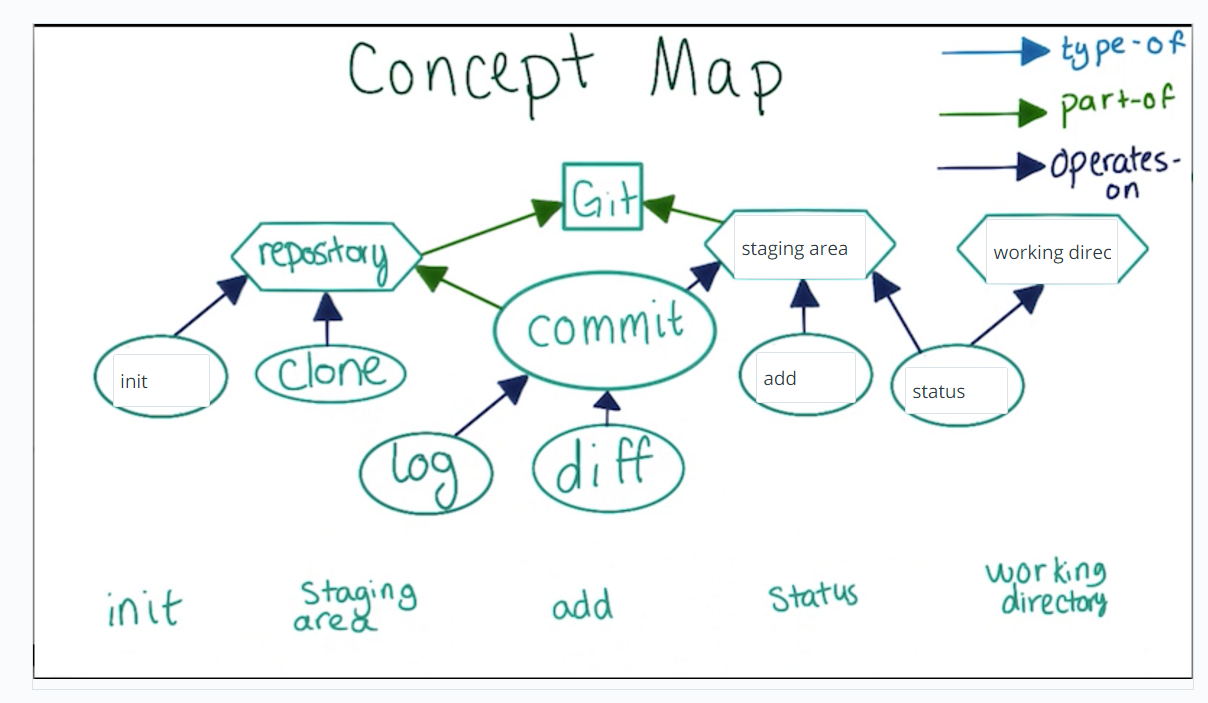 Concept Map
type-of
part-of
operates-
on
Git
repository
staging area
working direc
commit
init
clone
add
status
log
diff
init
Staging
area
add
Status
working
directory